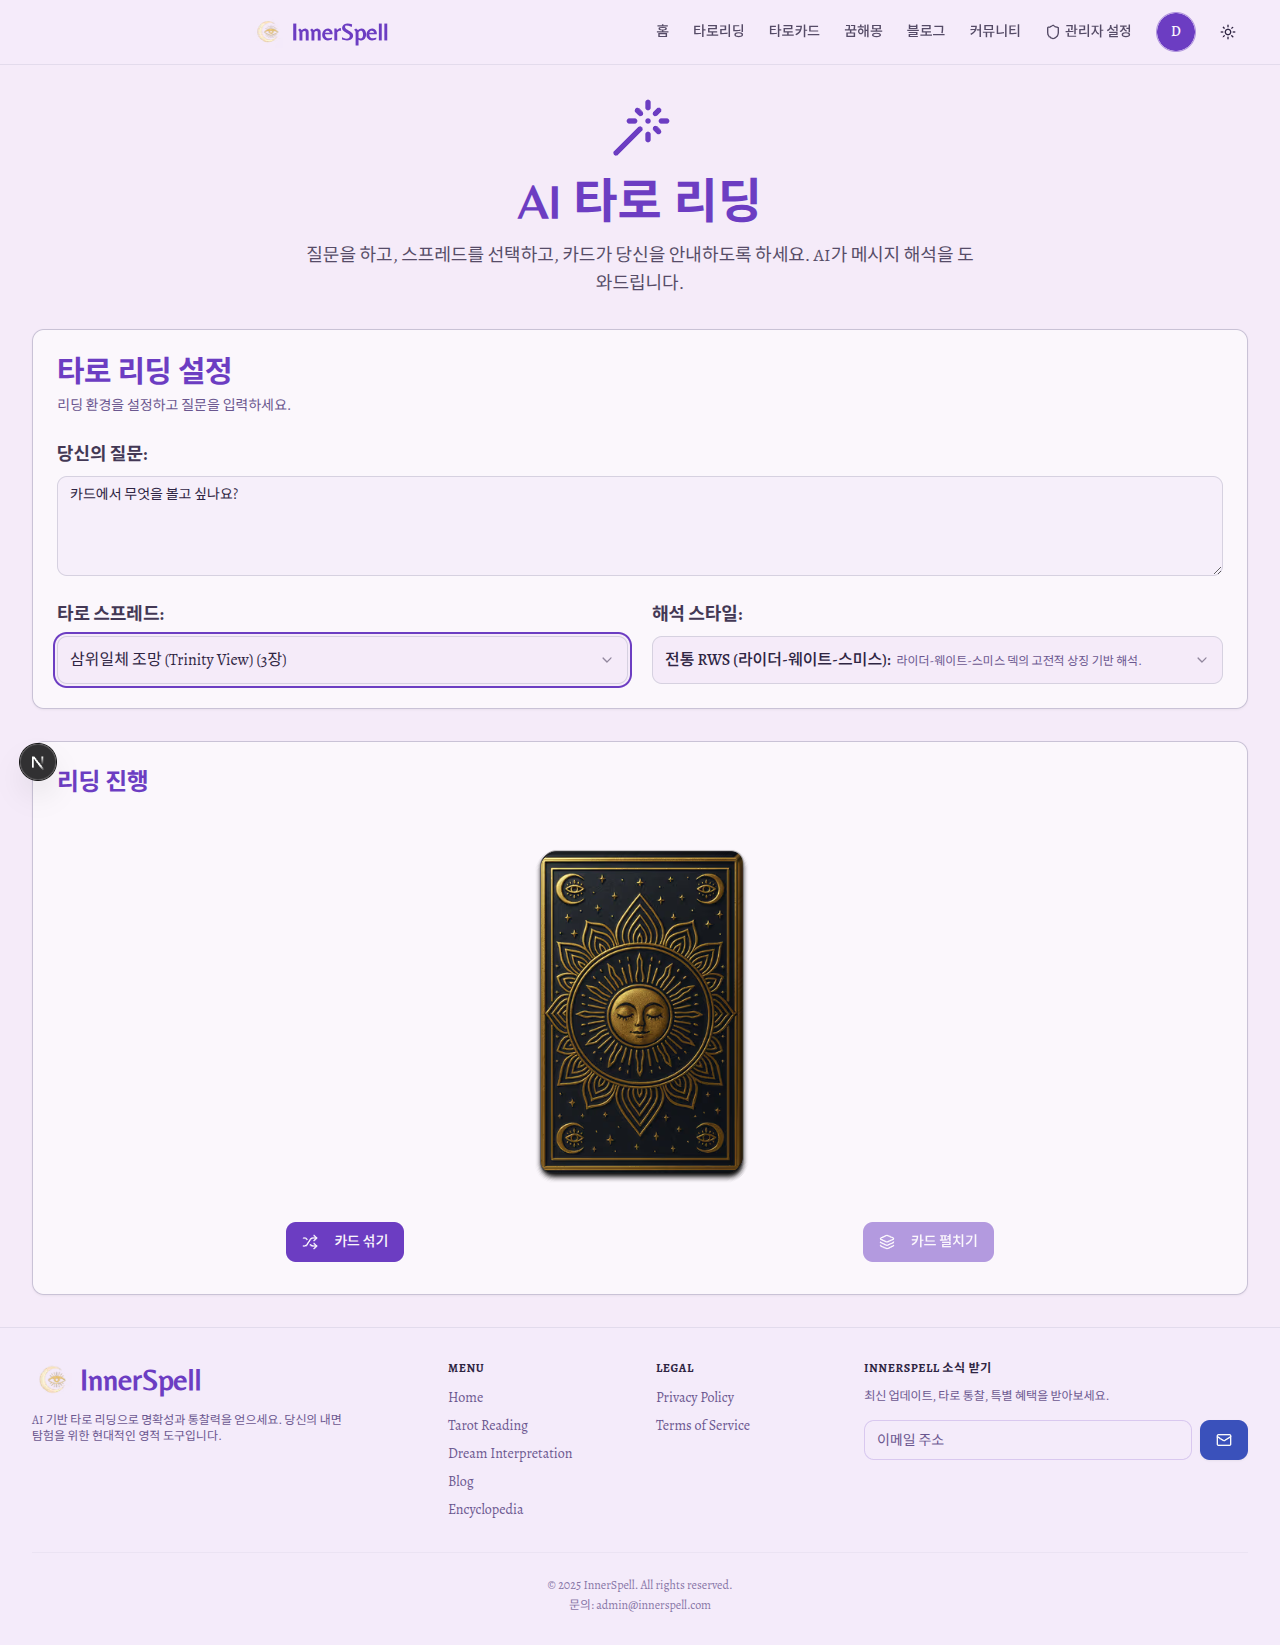 InnerSpell
홈
타로리딩
타로카드
꿈해몽
블로그
커뮤니티
관리자 설정
D
AI 타로 리딩
질문을 하고, 스프레드를 선택하고, 카드가 당신을 안내하도록 하세요. AI가 메시지 해석을 도
와드립니다.
타로 리딩 설정
리딩 환경을 설정하고 질문을 입력하세요.
당신의 질문:
카드에서 무엇을 볼고 싶나요?
타로 스프레드:
삼위일체 조망 (Trinity View) (3장)
해석 스타일:
전통 RWS (라이더-웨이트-스미스): 라이더-웨이트-스미스 덱의 고전적 상징 기반 해석.
N
리딩 진행
카드 섞기
카드 펼치기
InnerSpell
AI 기반 타로 리딩으로 명확성과 통찰력을 얻으세요. 당신의 내면
탐험을 위한 현대적인 영적 도구입니다.
MENU
Home
Tarot Reading
Dream Interpretation
Blog
Encyclopedia
LEGAL
Privacy Policy
Terms of Service
INNERSPELL 소식 받기
최신 업데이트, 타로 통찰, 특별 혜택을 받아보세요.
이메일 주소
© 2025 InnerSpell. All rights reserved.
문의: admin@innerspell.com